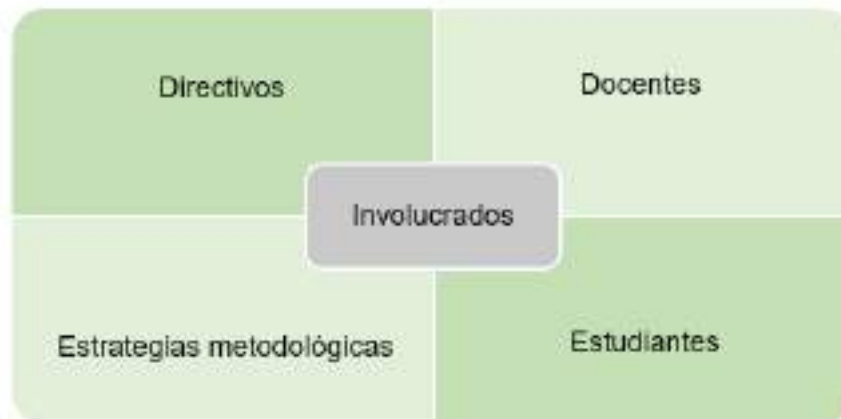 Directivos
Docentes
Involucrados
Estrategias metodológicas
Estudiantes